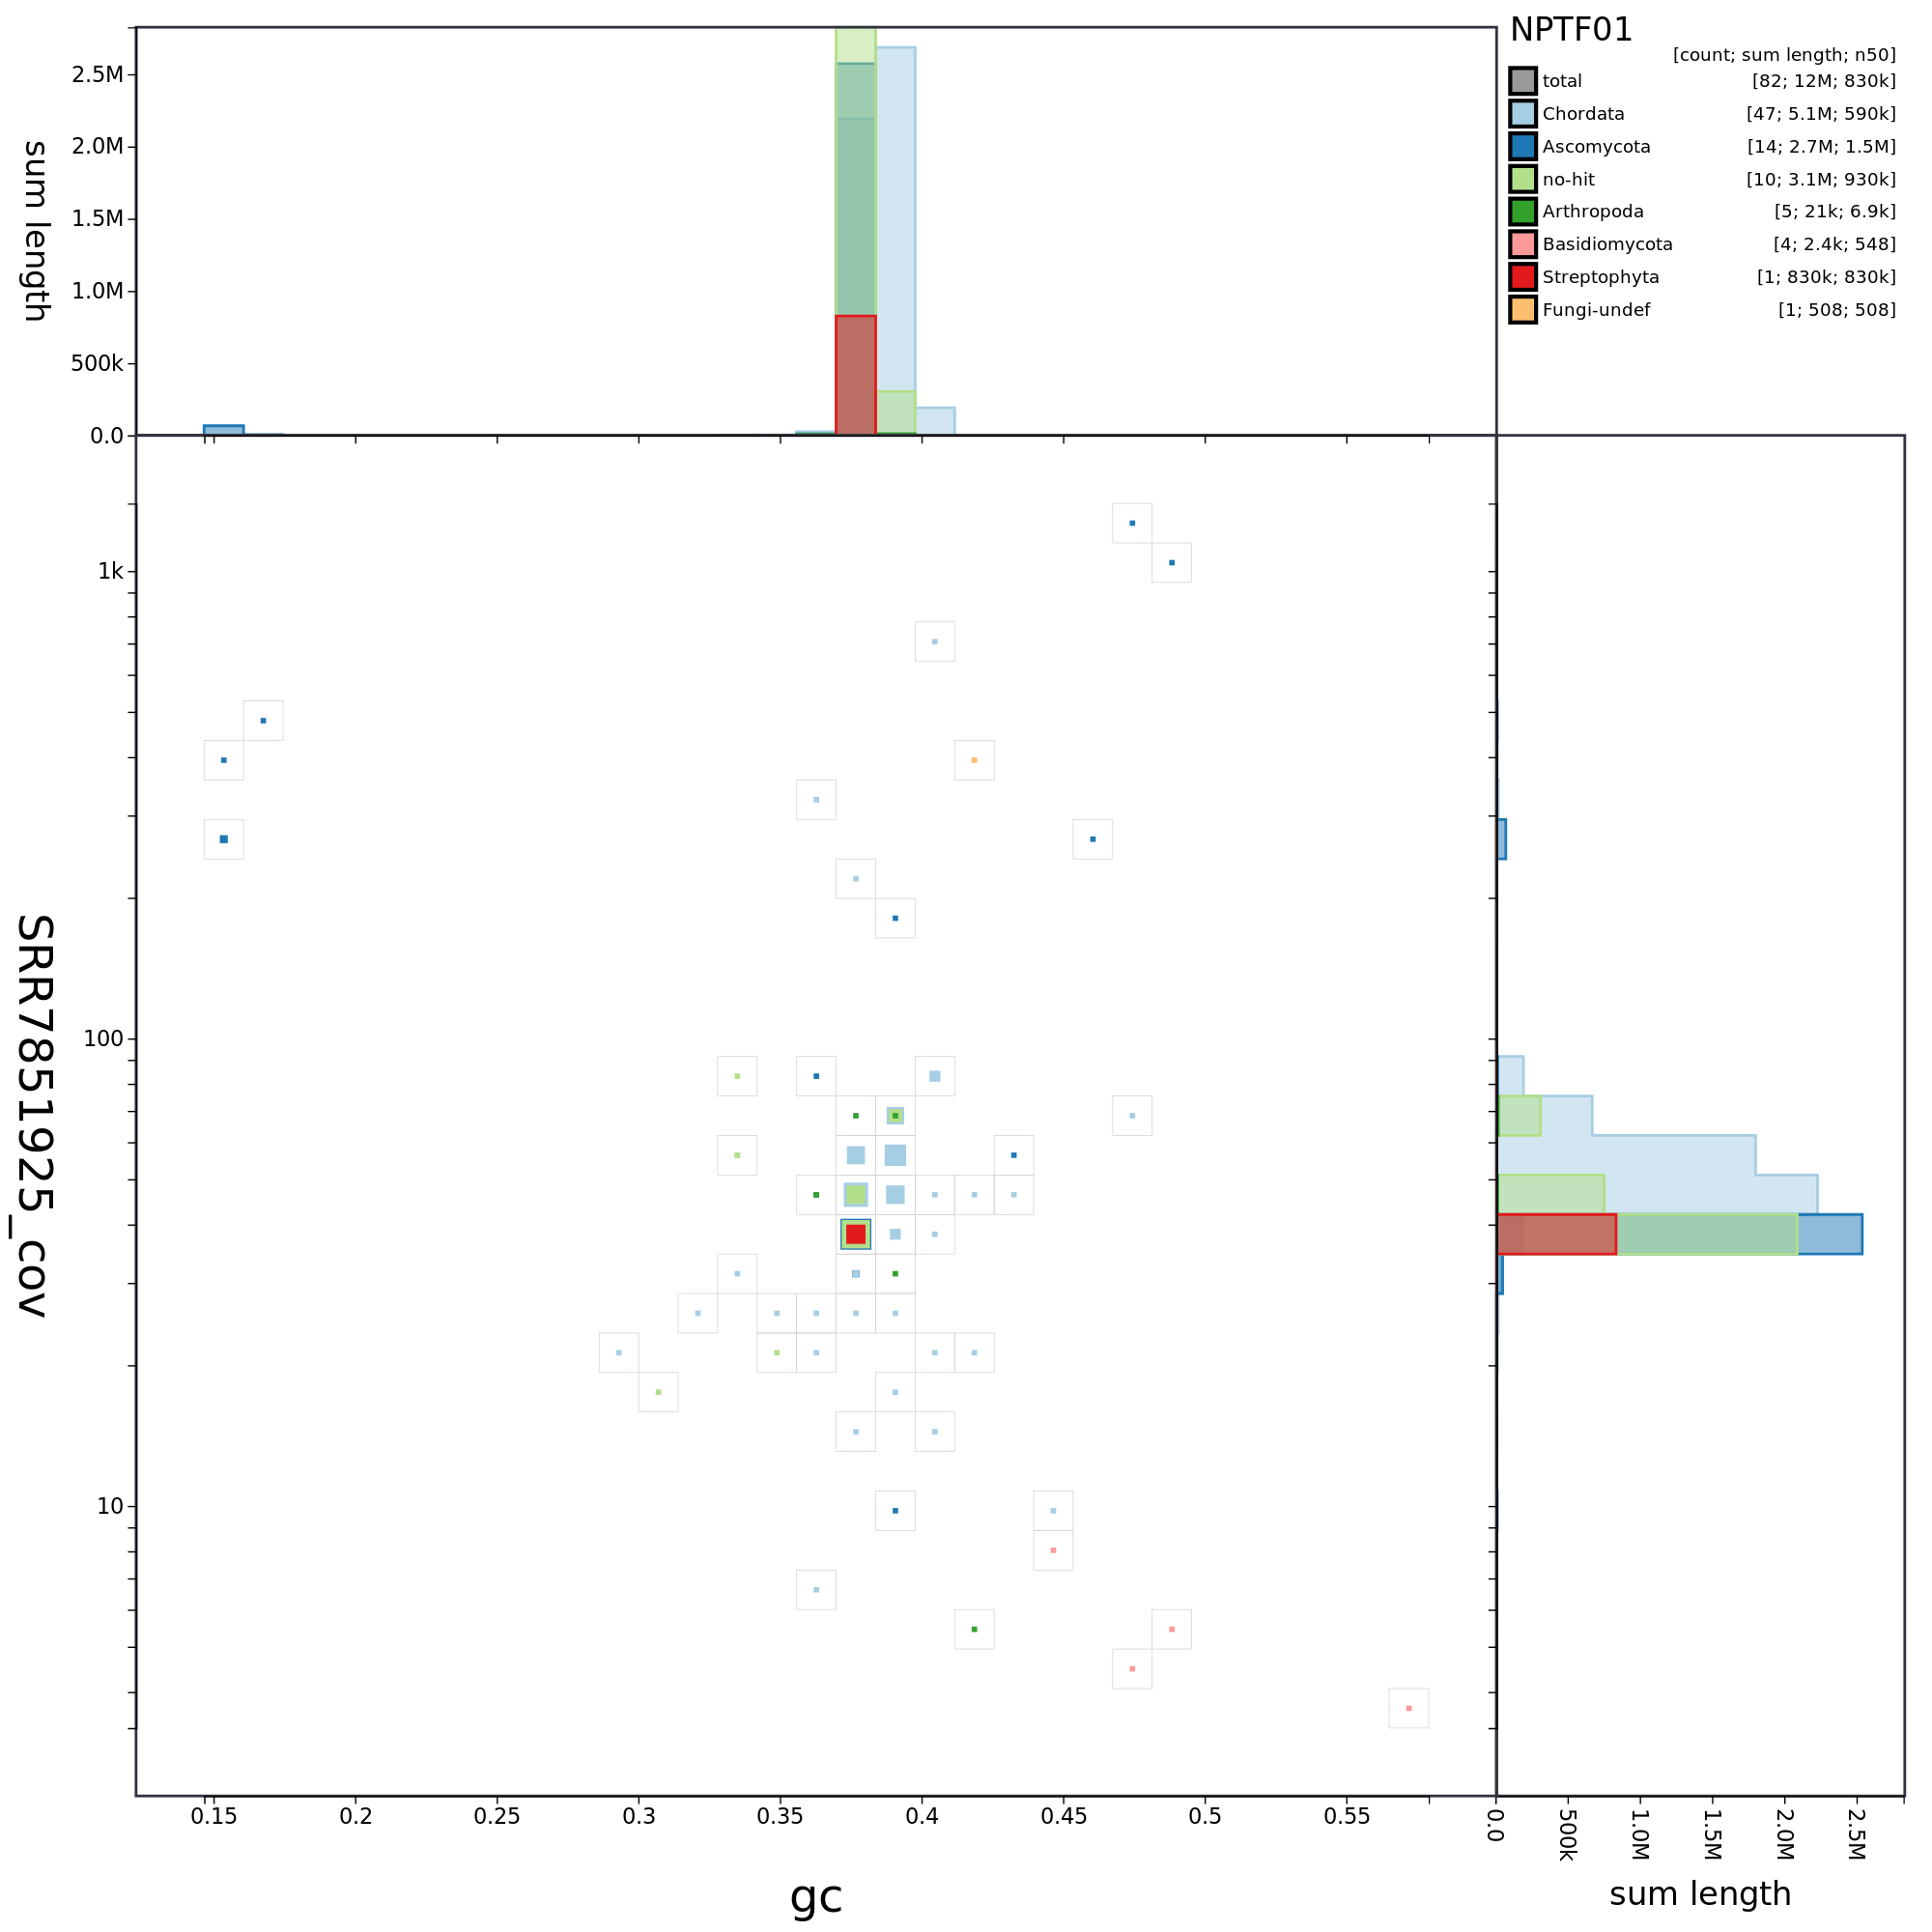 NPTF01
[count; sum length; n50]
total [82; 12M; 830k]
Chordata [47; 5.1M; 590k]
Ascomycota [14; 2.7M; 1.5M]
no-hit [10; 3.1M; 930k]
Arthropoda [5; 21k; 6.9k]
Basidiomycota [4; 2.4k; 548]
Streptophyta [1; 830k; 830k]
Fungi-undef [1; 508; 508]
sum length
2.5M
2.0M
1.5M
1.0M
500k
0.0
SRR7851925_cov
1k
100
10
0.15 0.2 0.25 0.3 0.35 0.4 0.45 0.5 0.55
gc
0.0 500k 1.0M 1.5M 2.0M 2.5M
sum length